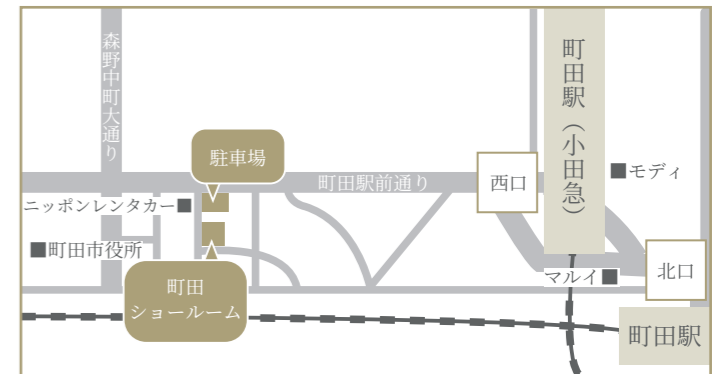 森野中町大通り
町田駅（小田急）
駐車場
町田駅前通り
西口
■モディ
ニッポンレンタカー■
■町田市役所
マルイ■
北口
町田
ショールーム
町田駅